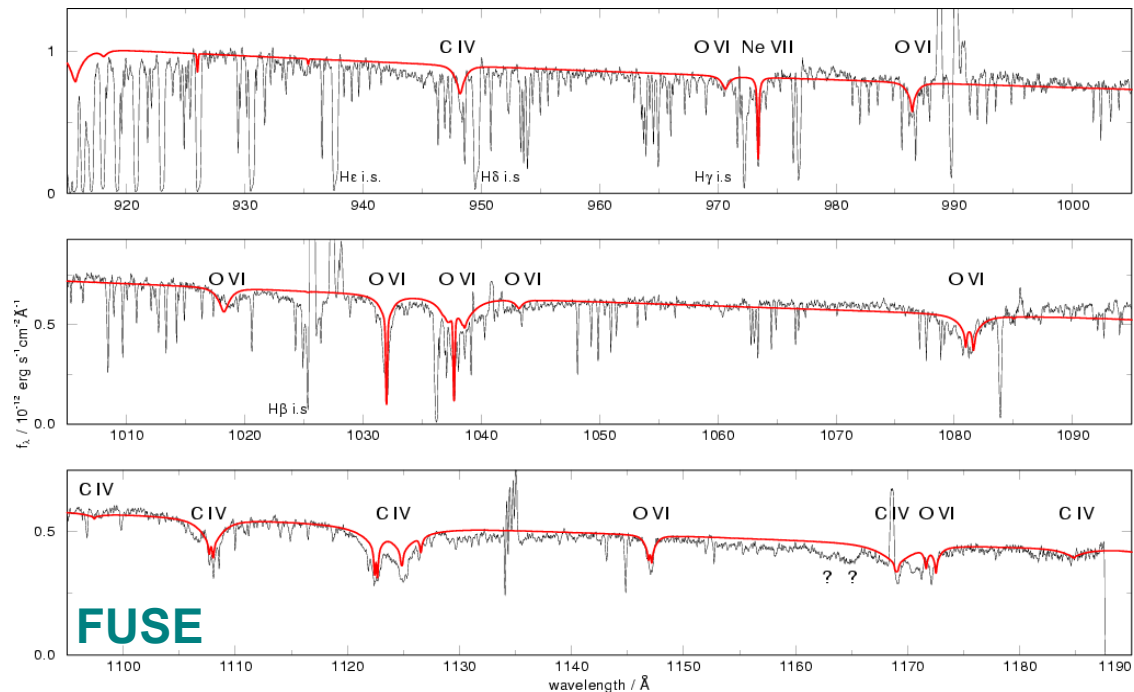 C IV O VI Ne VII O VI
1
0
Hε i.s. Hδ i.s Hγ i.s
920 930 940 950 960 970 980 990 1000
O VI O VI O VI O VI O VI
0.5
0.0
Hβ i.s
1010 1020 1030 1040 1050 1060 1070 1080 1090
f_λ / 10⁻¹² erg s⁻¹ cm⁻² Å⁻¹
C IV C IV C IV O VI C IV O VI C IV
0.5
? ?
FUSE
0.0
1100 1110 1120 1130 1140 1150 1160 1170 1180 1190
wavelength / Å